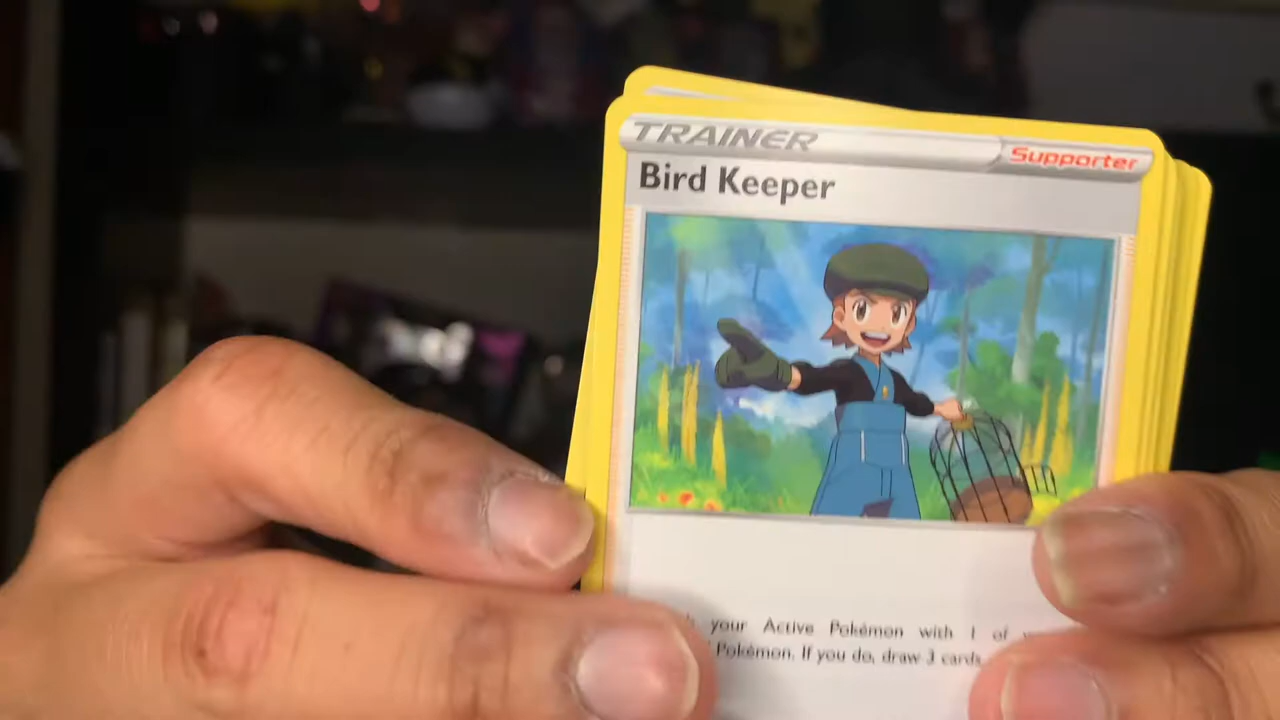 TRAINER
Supporter
Bird Keeper
your Active Pokémon with 1 of
Pokémon. If you do, draw 3 cards